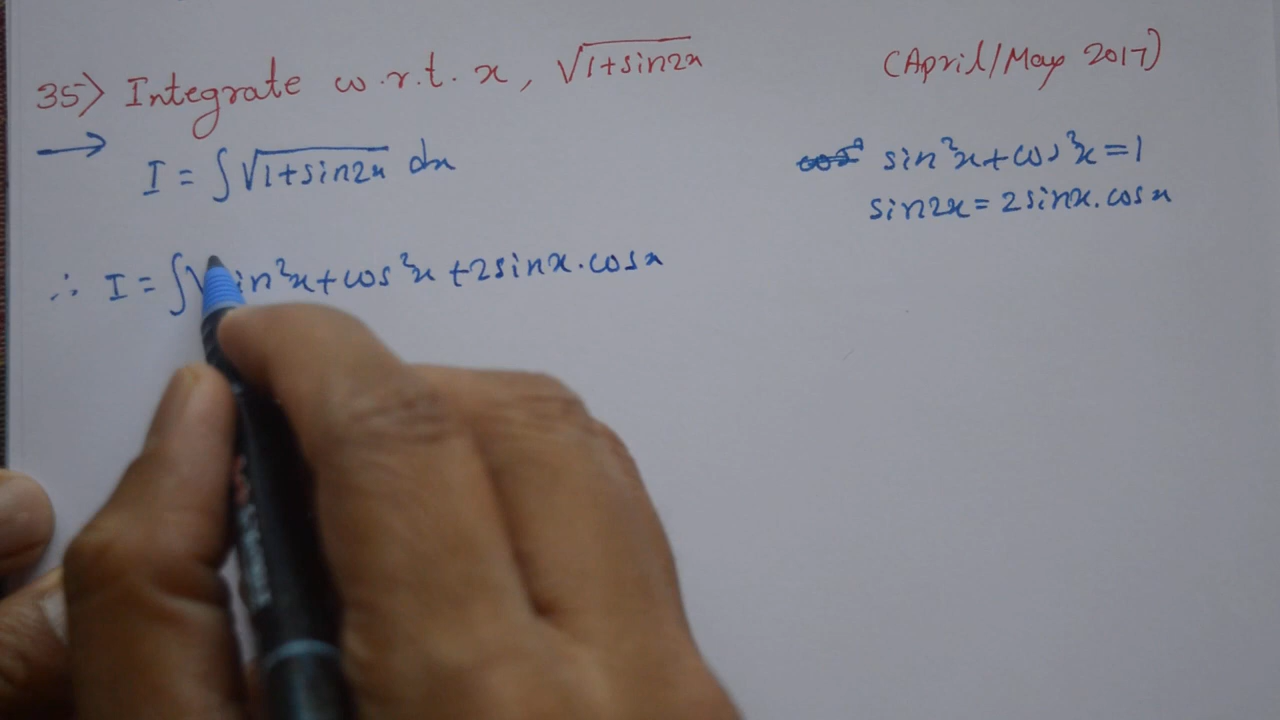 35> Integrate w.r.t. x, √1+sin2x
(April/May 2017)
I = ∫√1+sin2x dx
sin²x+cos²x=1
sin2x = 2sinx.cosx
∴ I = ∫√sin²x+cos²x+2sinx.cosx